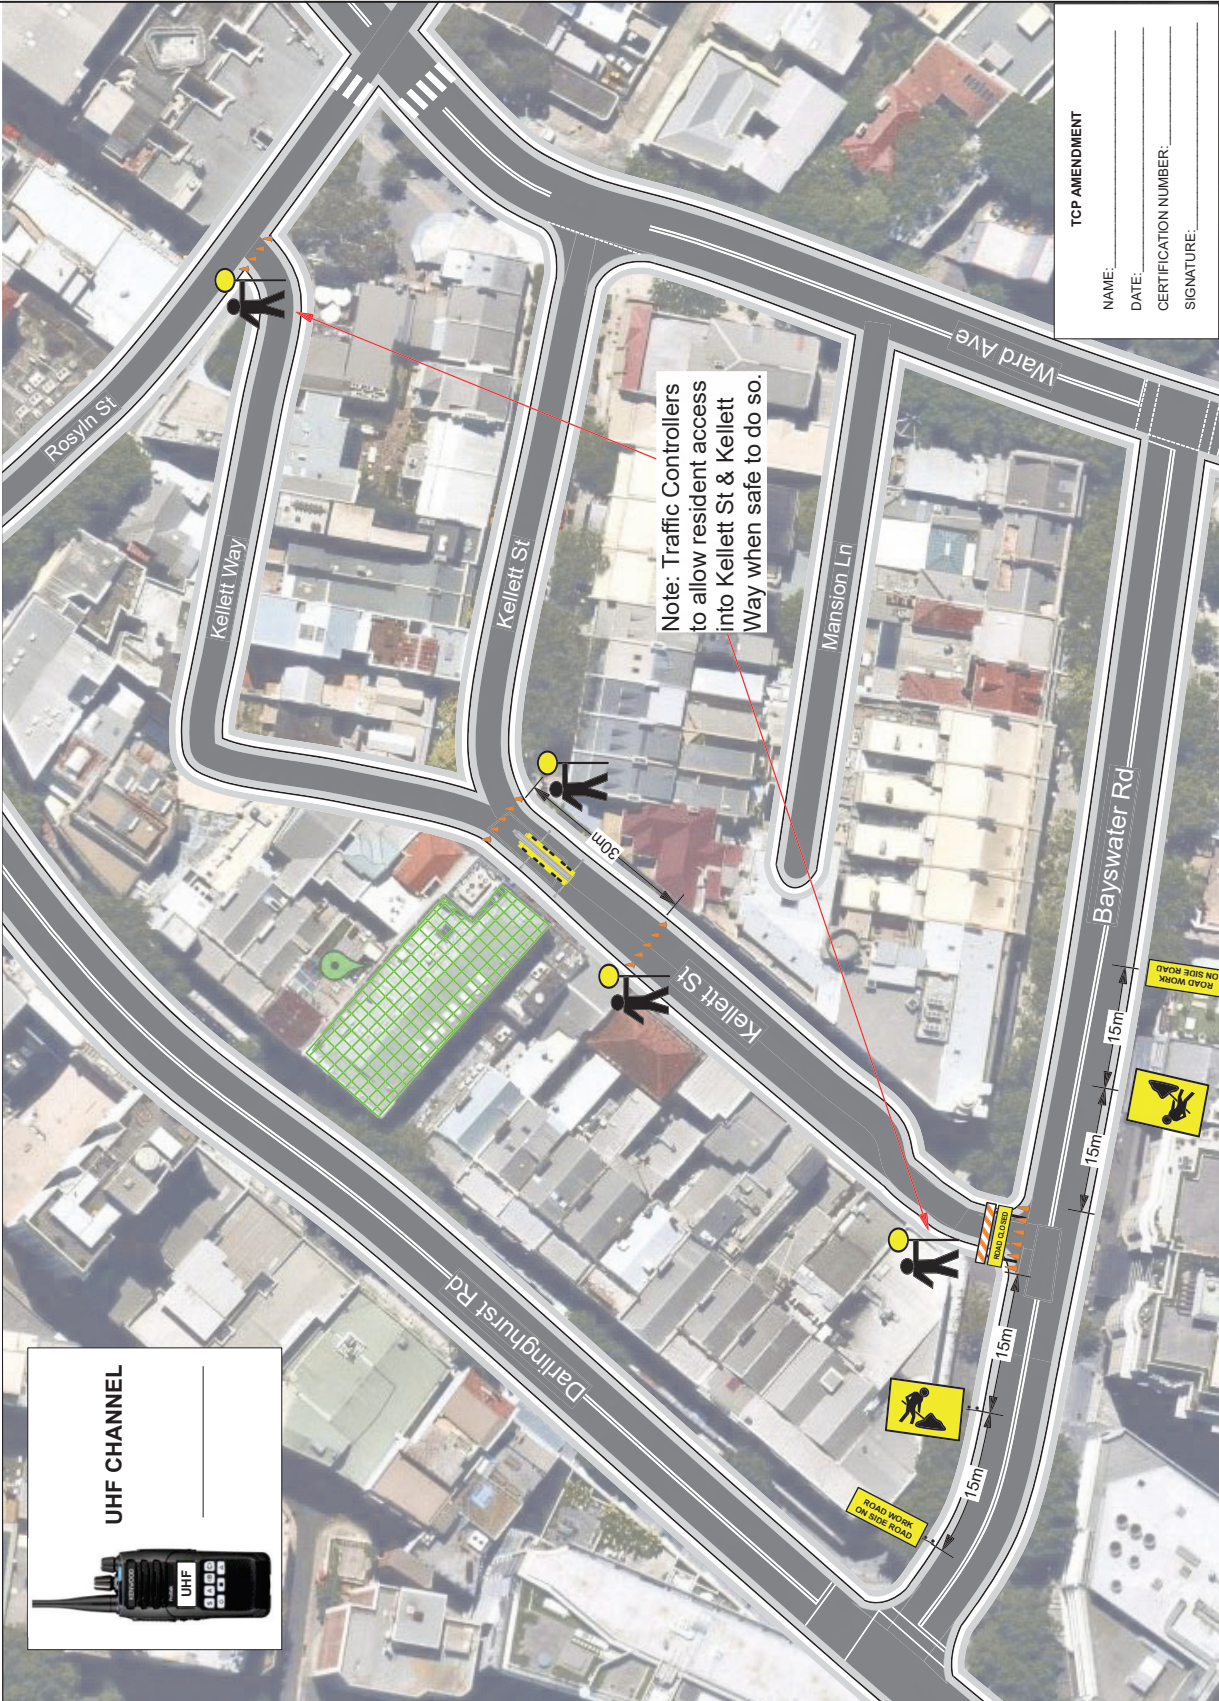 UHF CHANNEL
KENWOOD
UHF
TCP AMENDMENT
NAME:
DATE:
CERTIFICATION NUMBER:
SIGNATURE:
Rosyln St
Kellett Way
Kellett St
Ward Ave
Mansion Ln
Note: Traffic Controllers
to allow resident access
into Kellett St & Kellett
Way when safe to do so.
30m
Kellett St
Bayswater Rd
Darlinghurst Rd
ROAD CLOSED
15m
15m
ROAD WORK
ON SIDE ROAD
15m
15m
ROAD WORK
ON SIDE ROAD